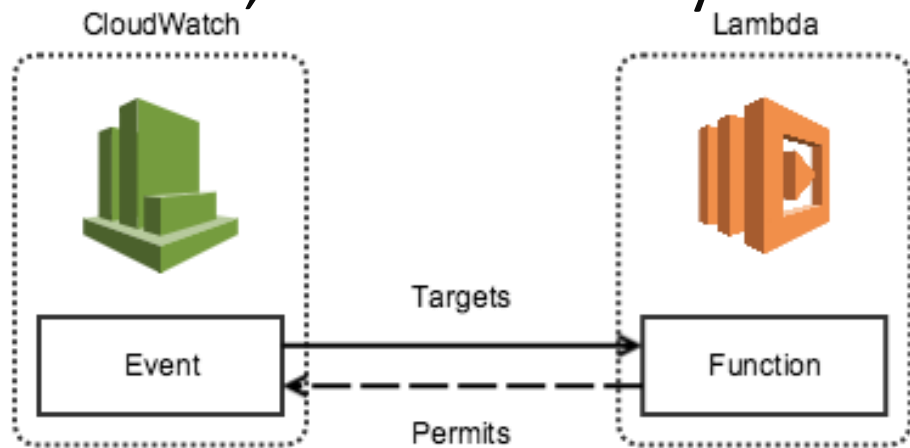 CloudWatch
Lambda
Targets
Event
Function
Permits